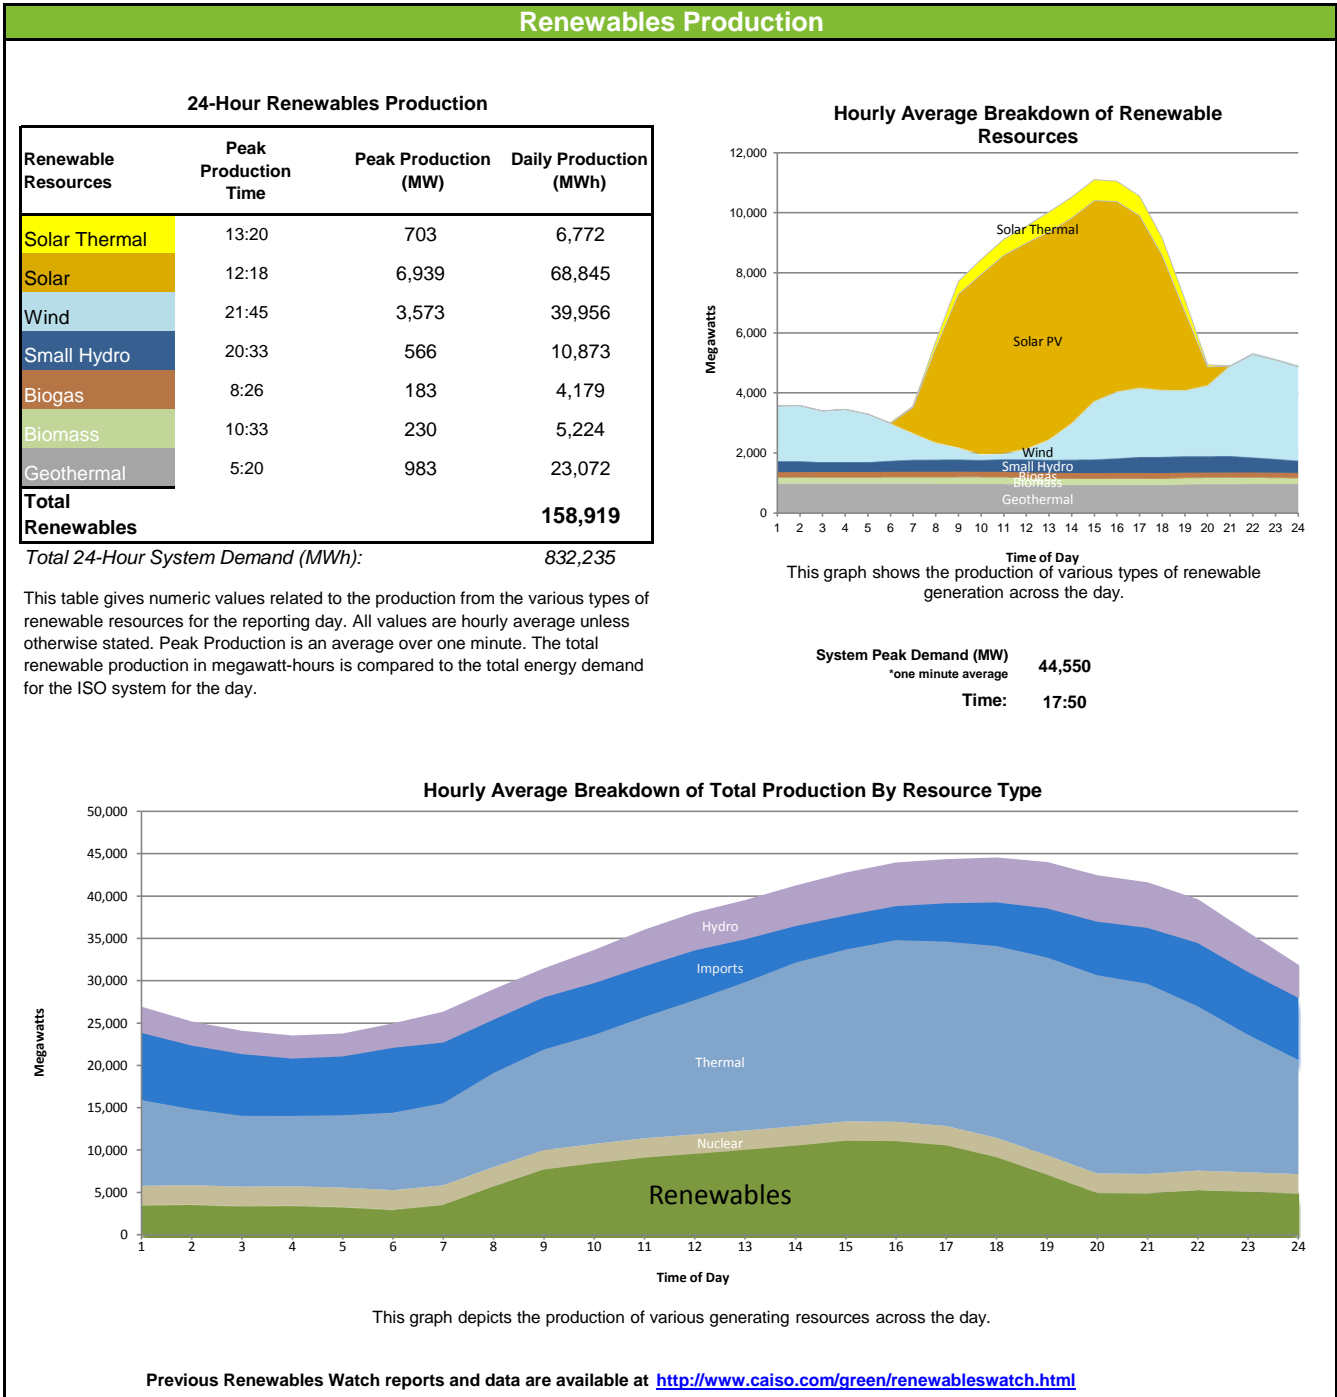 Renewables Production
24-Hour Renewables Production
Renewable
Resources
Peak
Production
Time
Peak Production
(MW)
Daily Production
(MWh)
Solar Thermal 13:20 703 6,772
Solar 12:18 6,939 68,845
Wind 21:45 3,573 39,956
Small Hydro 20:33 566 10,873
Biogas 8:26 183 4,179
Biomass 10:33 230 5,224
Geothermal 5:20 983 23,072
Total
Renewables 158,919
Total 24-Hour System Demand (MWh): 832,235
This table gives numeric values related to the production from the various types of
renewable resources for the reporting day. All values are hourly average unless
otherwise stated. Peak Production is an average over one minute. The total
renewable production in megawatt-hours is compared to the total energy demand
for the ISO system for the day.
Hourly Average Breakdown of Renewable
Resources
12,000
10,000
8,000
6,000
4,000
2,000
0
Megawatts
Solar Thermal
Solar PV
Wind
Small Hydro
Biogas
Biomass
Geothermal
1 2 3 4 5 6 7 8 9 10 11 12 13 14 15 16 17 18 19 20 21 22 23 24
Time of Day
This graph shows the production of various types of renewable
generation across the day.
System Peak Demand (MW)
*one minute average
44,550
Time: 17:50
Hourly Average Breakdown of Total Production By Resource Type
50,000
45,000
40,000
35,000
30,000
25,000
20,000
15,000
10,000
5,000
0
Megawatts
Hydro
Imports
Thermal
Nuclear
Renewables
1 2 3 4 5 6 7 8 9 10 11 12 13 14 15 16 17 18 19 20 21 22 23 24
Time of Day
This graph depicts the production of various generating resources across the day.
Previous Renewables Watch reports and data are available at http://www.caiso.com/green/renewableswatch.html